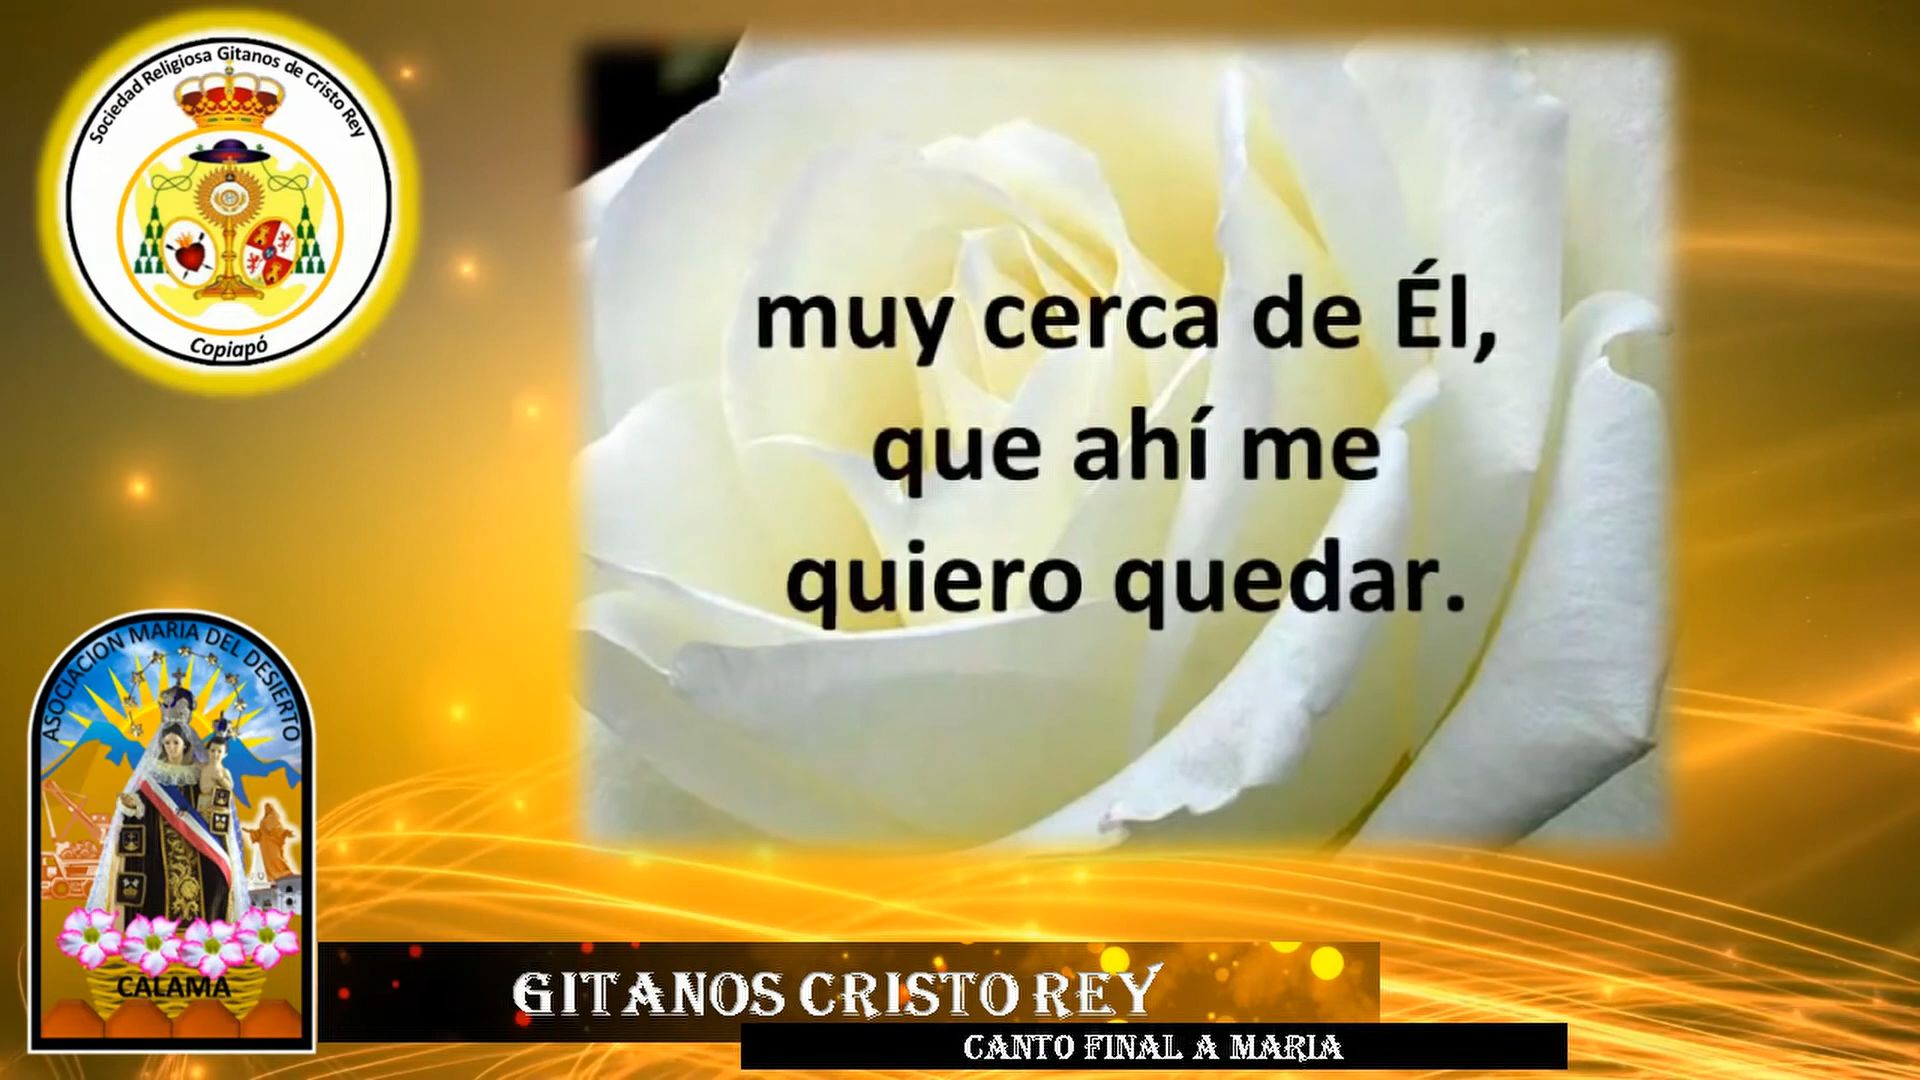 Sociedad Religiosa Gitanos de Cristo Rey
Copiapó
muy cerca de Él,
que ahí me
quiero quedar.
ASOCIACION MARIA DEL DESIERTO
CALAMA
GITANOS CRISTO REY
CANTO FINAL A MARIA